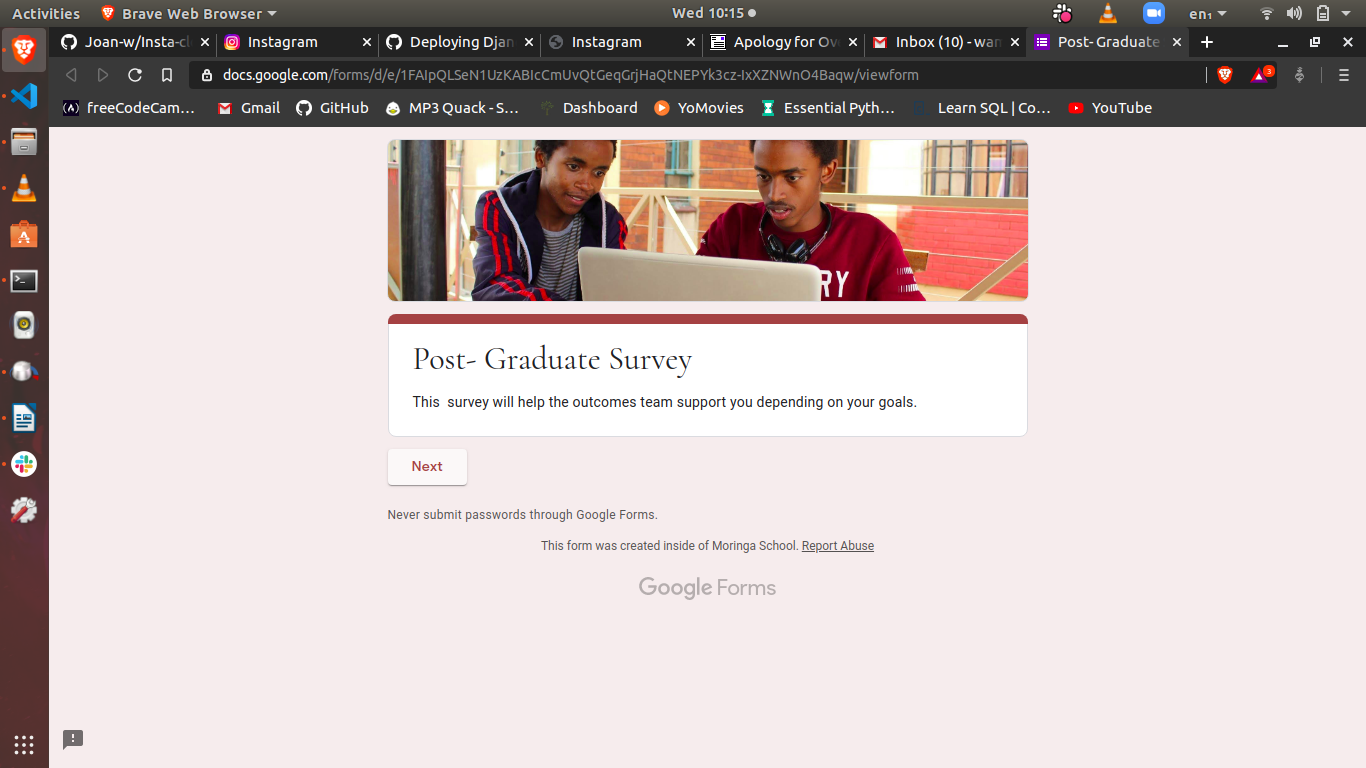 Activities Brave Web Browser Wed 10:15 en₁
Joan-w/Insta-cl Instagram Deploying Djan Instagram Apology for Ove Inbox (10) - wam Post- Graduate
docs.google.com/forms/d/e/1FAIpQLSeN1UzKABIcCmUvQtGeqGrjHaQtNEPYk3cz-IxXZNWnO4Baqw/viewform 3
freeCodeCam… Gmail GitHub MP3 Quack - S… Dashboard YoMovies Essential Pyth… Learn SQL | Co… YouTube
RY
Post- Graduate Survey
This survey will help the outcomes team support you depending on your goals.
Next
Never submit passwords through Google Forms.
This form was created inside of Moringa School. Report Abuse
Google Forms